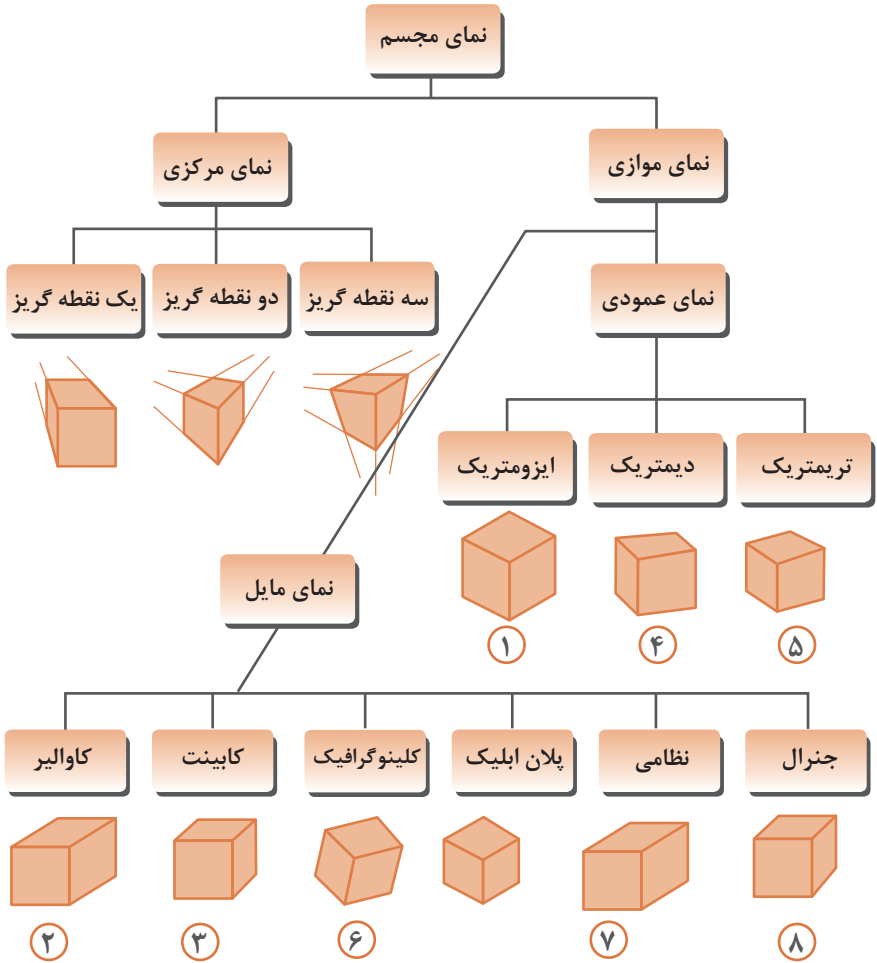 نمای مجسم
نمای موازی
نمای مرکزی
نمای عمودی
سه نقطه گریز
دو نقطه گریز
یک نقطه گریز
تریمتریک
دیمتریک
ایزومتریک
۵
۴
۱
نمای مایل
جنرال
نظامی
پلان ابلیک
کلینوگرافیک
کابینت
کاوالیر
۸
۷
۶
۳
۲